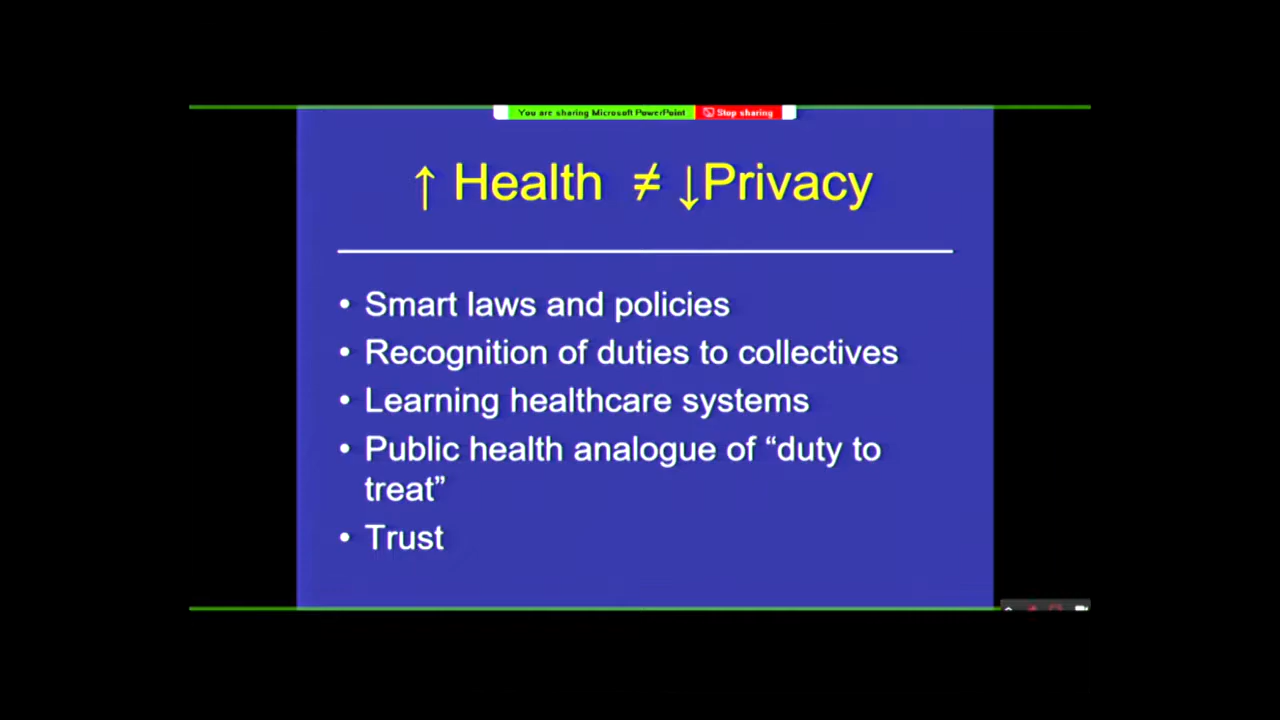 You are sharing Microsoft PowerPoint Stop sharing
↑ Health ≠ ↓Privacy
• Smart laws and policies
• Recognition of duties to collectives
• Learning healthcare systems
• Public health analogue of “duty to
treat”
• Trust